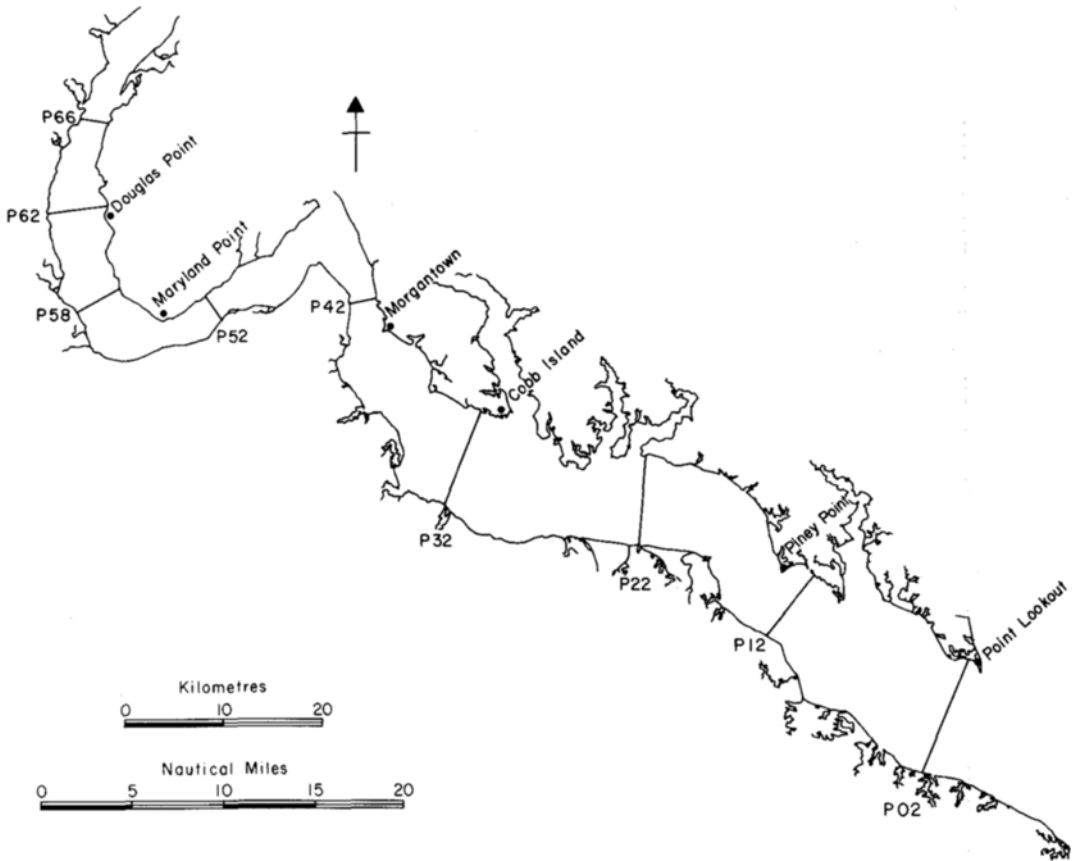 P66
Douglas Point
P62
Maryland Point
P58
P52
P42
Morgantown
Cobb Island
P32
P22
Piney Point
P12
Point Lookout
P02
Kilometres
0 10 20
Nautical Miles
0 5 10 15 20